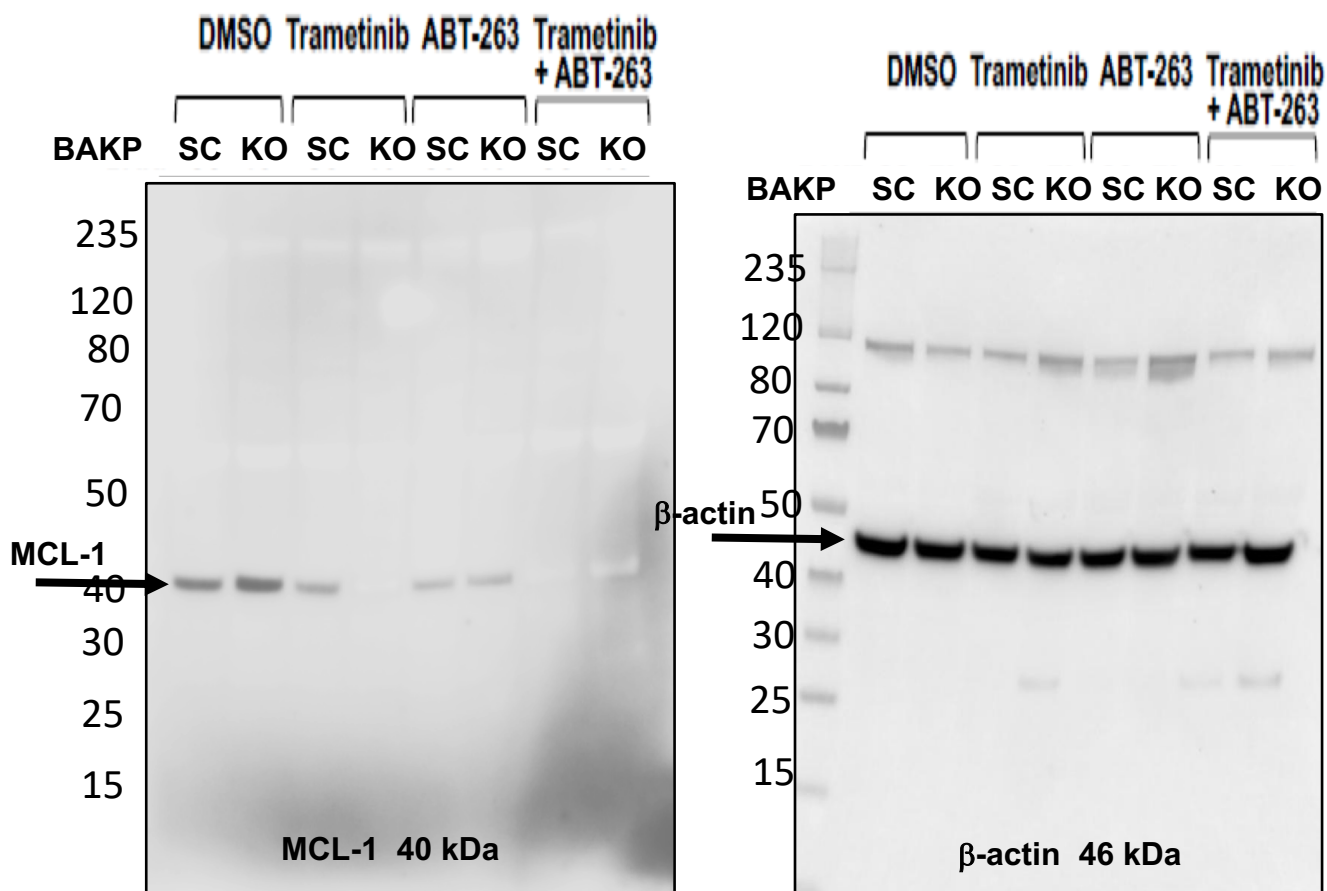 DMSO Trametinib ABT-263 Trametinib
+ ABT-263
BAKP SC KO SC KO SC KO SC KO
235
120
80
70
50
MCL-1
40
30
25
15
MCL-1 40 kDa
DMSO Trametinib ABT-263 Trametinib
+ ABT-263
BAKP SC KO SC KO SC KO SC KO
235
120
80
70
50
β-actin
40
30
25
15
β-actin 46 kDa